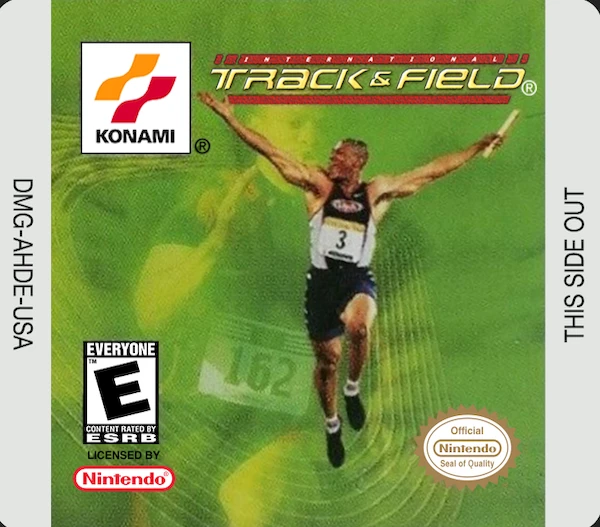 KONAMI
®
INTERNATIONAL
TRACK & FIELD®
DMG-AHDE-USA
THIS SIDE OUT
3
162
EVERYONE
TM
E
CONTENT RATED BY
ESRB
LICENSED BY
Nintendo®
Official
Nintendo
Seal of Quality